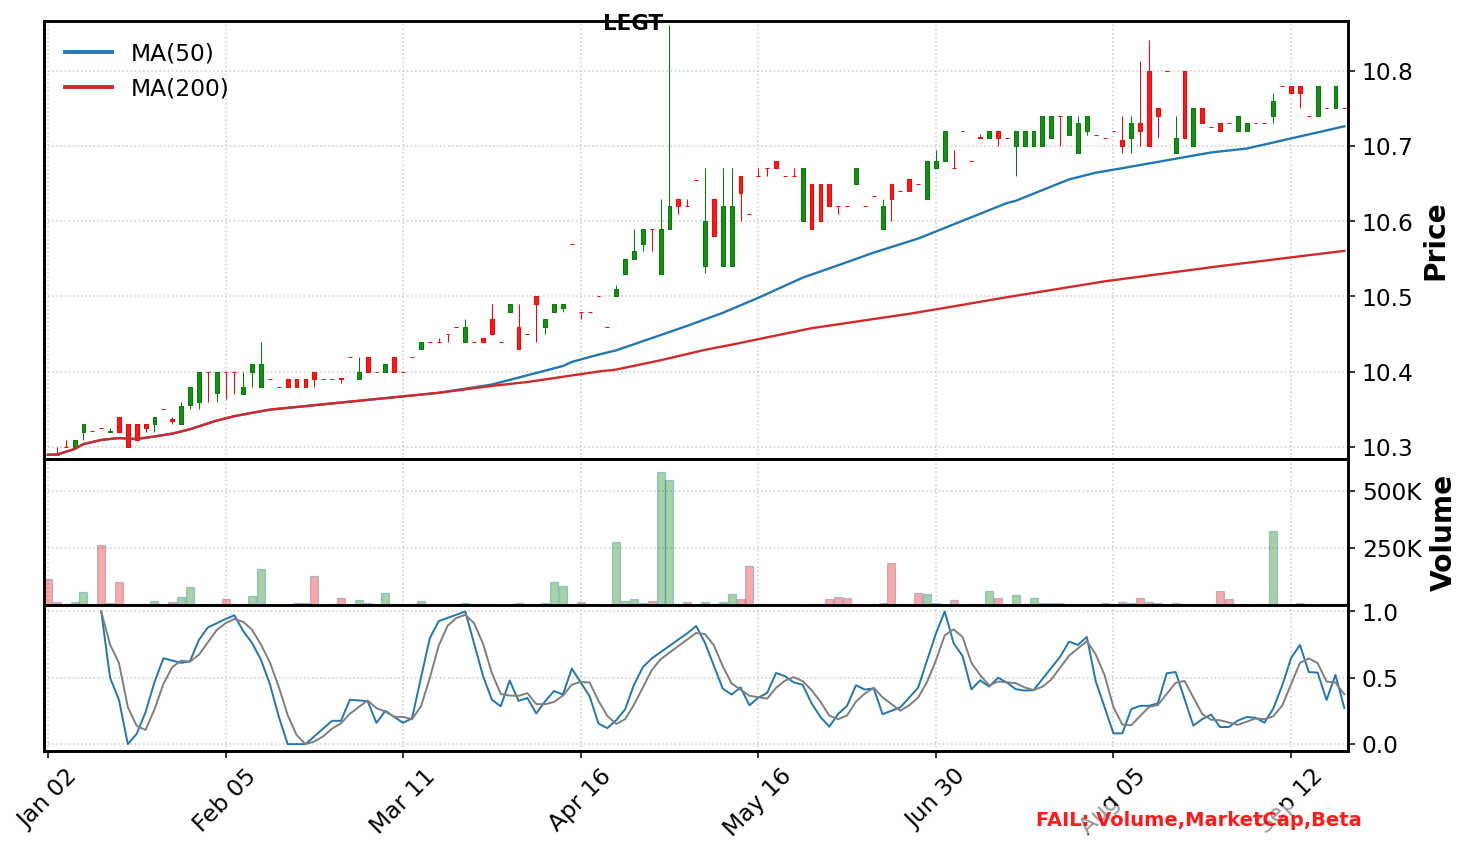 LEGT
MA(50)
MA(200)
10.8
10.7
10.6
10.5
10.4
10.3
Price
500K
250K
Volume
1.0
0.5
0.0
Jan 02
Feb 05
Mar 11
Apr 16
May 16
Jun 30
Aug 05
Sep 12
FAIL: Volume,MarketCap,Beta